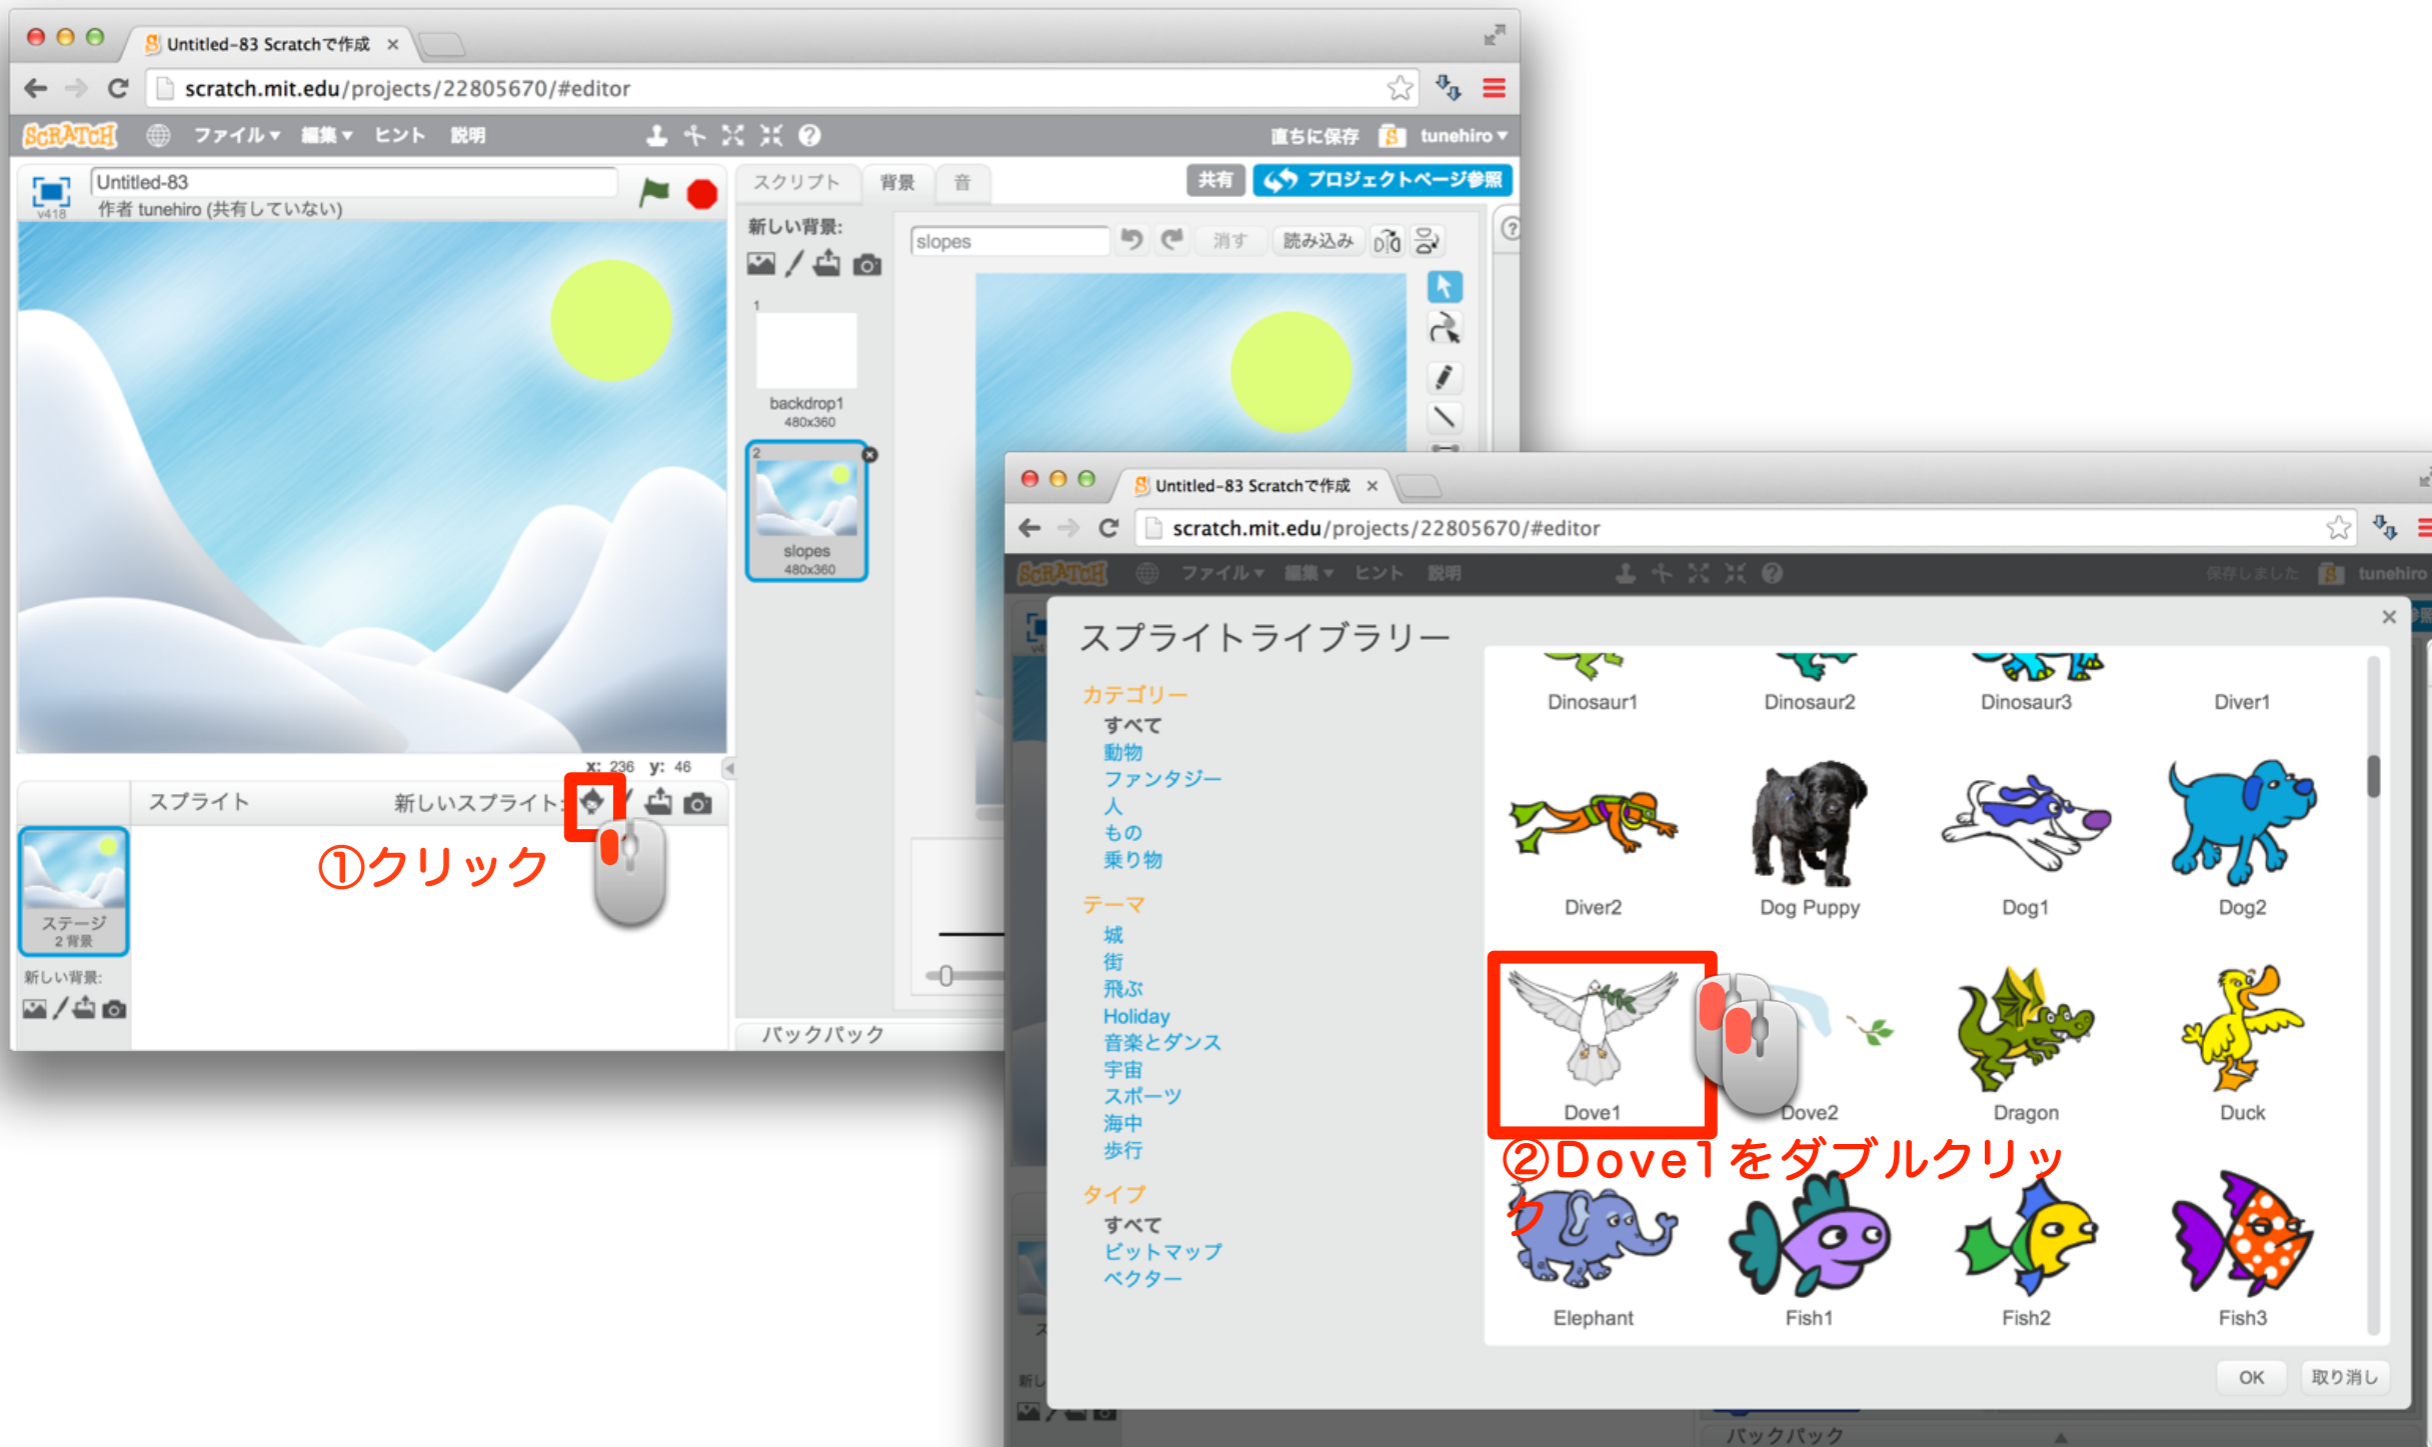 Untitled-83 Scratchで作成
scratch.mit.edu/projects/22805670/#editor
SCRATCH ファイル 編集 ヒント 説明 直ちに保存 tunehiro
Untitled-83
v418 作者 tunehiro (共有していない)
スクリプト 背景 音 共有 プロジェクトページ参照
新しい背景:
slopes 消す 読み込み
1
backdrop1
480x360
2
slopes
480x360
x: 236 y: 46
スプライト 新しいスプライト:
①クリック
ステージ
2 背景
新しい背景:
バックパック
Untitled-83 Scratchで作成
scratch.mit.edu/projects/22805670/#editor
SCRATCH ファイル 編集 ヒント 説明 保存しました tunehiro
スプライトライブラリー
カテゴリー
すべて
動物
ファンタジー
人
もの
乗り物
テーマ
城
街
飛ぶ
Holiday
音楽とダンス
宇宙
スポーツ
海中
歩行
タイプ
すべて
ビットマップ
ベクター
Dinosaur1 Dinosaur2 Dinosaur3 Diver1
Diver2 Dog Puppy Dog1 Dog2
Dove1 Dove2 Dragon Duck
②Dove1をダブルクリッ
ク
Elephant Fish1 Fish2 Fish3
OK 取り消し
バックパック